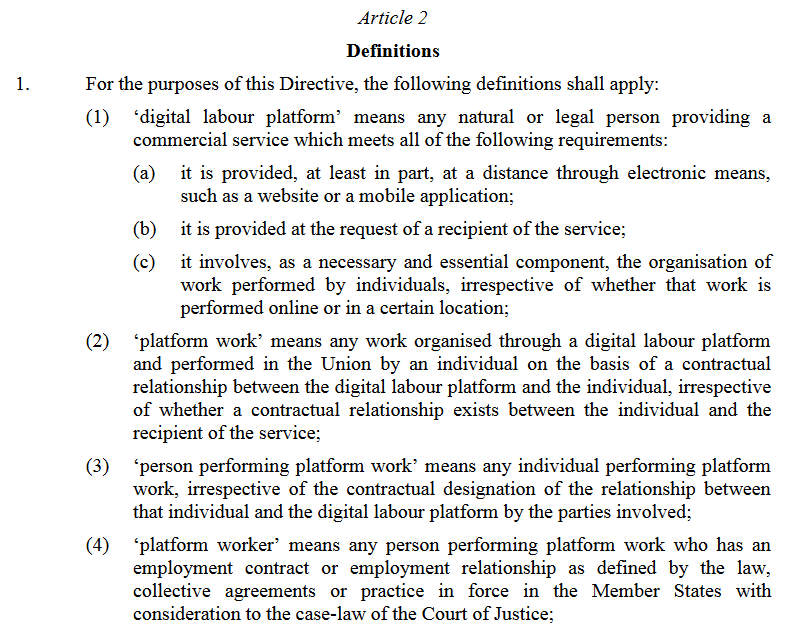 Article 2
Definitions
1. For the purposes of this Directive, the following definitions shall apply:
(1) ‘digital labour platform’ means any natural or legal person providing a
commercial service which meets all of the following requirements:
(a) it is provided, at least in part, at a distance through electronic means,
such as a website or a mobile application;
(b) it is provided at the request of a recipient of the service;
(c) it involves, as a necessary and essential component, the organisation of
work performed by individuals, irrespective of whether that work is
performed online or in a certain location;
(2) ‘platform work’ means any work organised through a digital labour platform
and performed in the Union by an individual on the basis of a contractual
relationship between the digital labour platform and the individual, irrespective
of whether a contractual relationship exists between the individual and the
recipient of the service;
(3) ‘person performing platform work’ means any individual performing platform
work, irrespective of the contractual designation of the relationship between
that individual and the digital labour platform by the parties involved;
(4) ‘platform worker’ means any person performing platform work who has an
employment contract or employment relationship as defined by the law,
collective agreements or practice in force in the Member States with
consideration to the case-law of the Court of Justice;